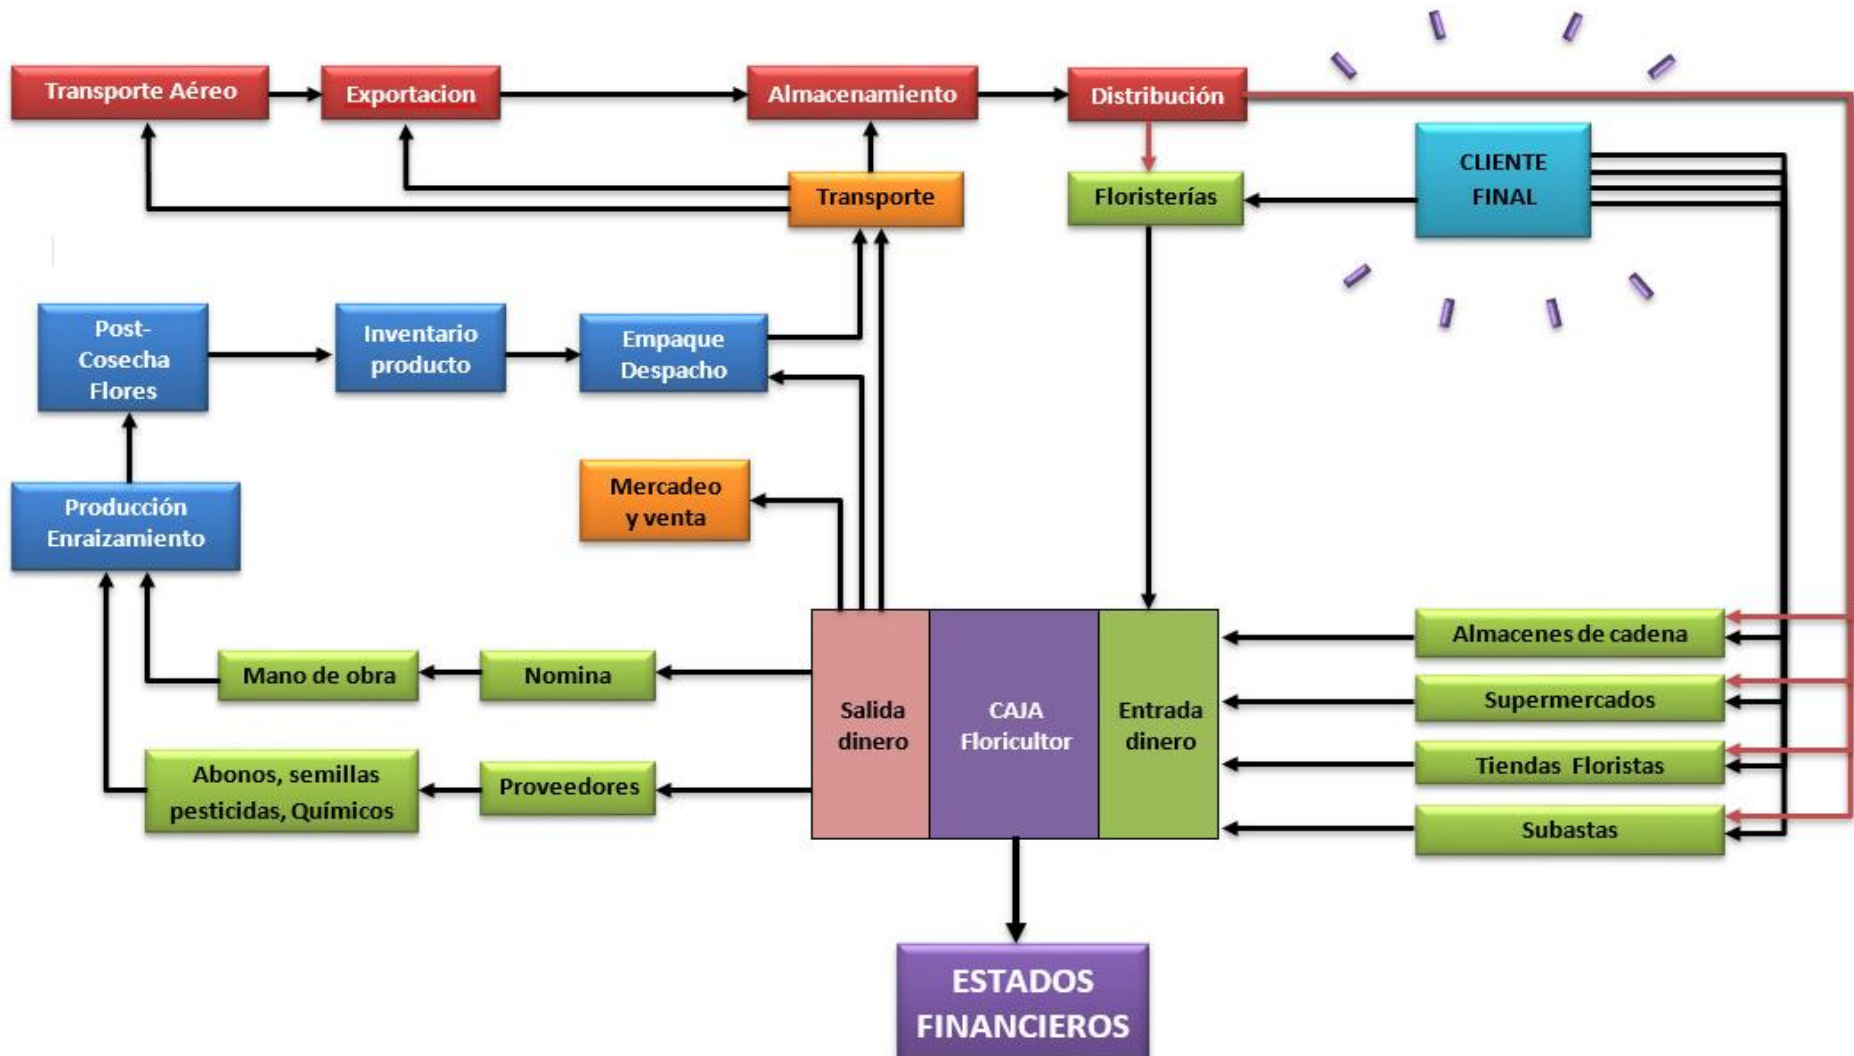 Transporte Aéreo
Exportacion
Almacenamiento
Distribución
CLIENTE
FINAL
Transporte
Floristerías
Post-
Cosecha
Flores
Inventario
producto
Empaque
Despacho
Mercadeo
y venta
Producción
Enraizamiento
Mano de obra
Nomina
Salida
dinero
CAJA
Floricultor
Entrada
dinero
Almacenes de cadena
Supermercados
Tiendas Floristas
Subastas
Abonos, semillas
pesticidas, Químicos
Proveedores
ESTADOS
FINANCIEROS